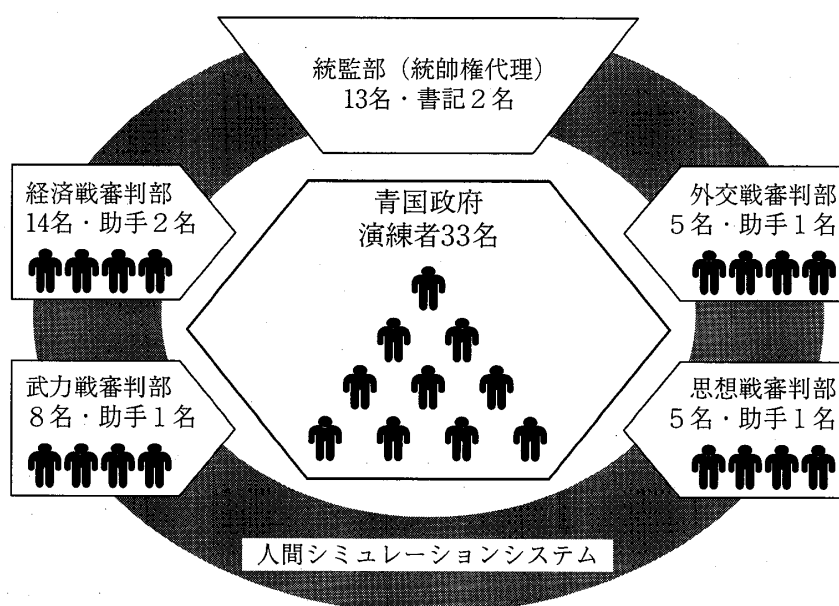 統監部（統帥権代理）
13名・書記２名
経済戦審判部
14名・助手２名
青国政府
演練者33名
外交戦審判部
５名・助手１名
武力戦審判部
８名・助手１名
思想戦審判部
５名・助手１名
人間シミュレーションシステム